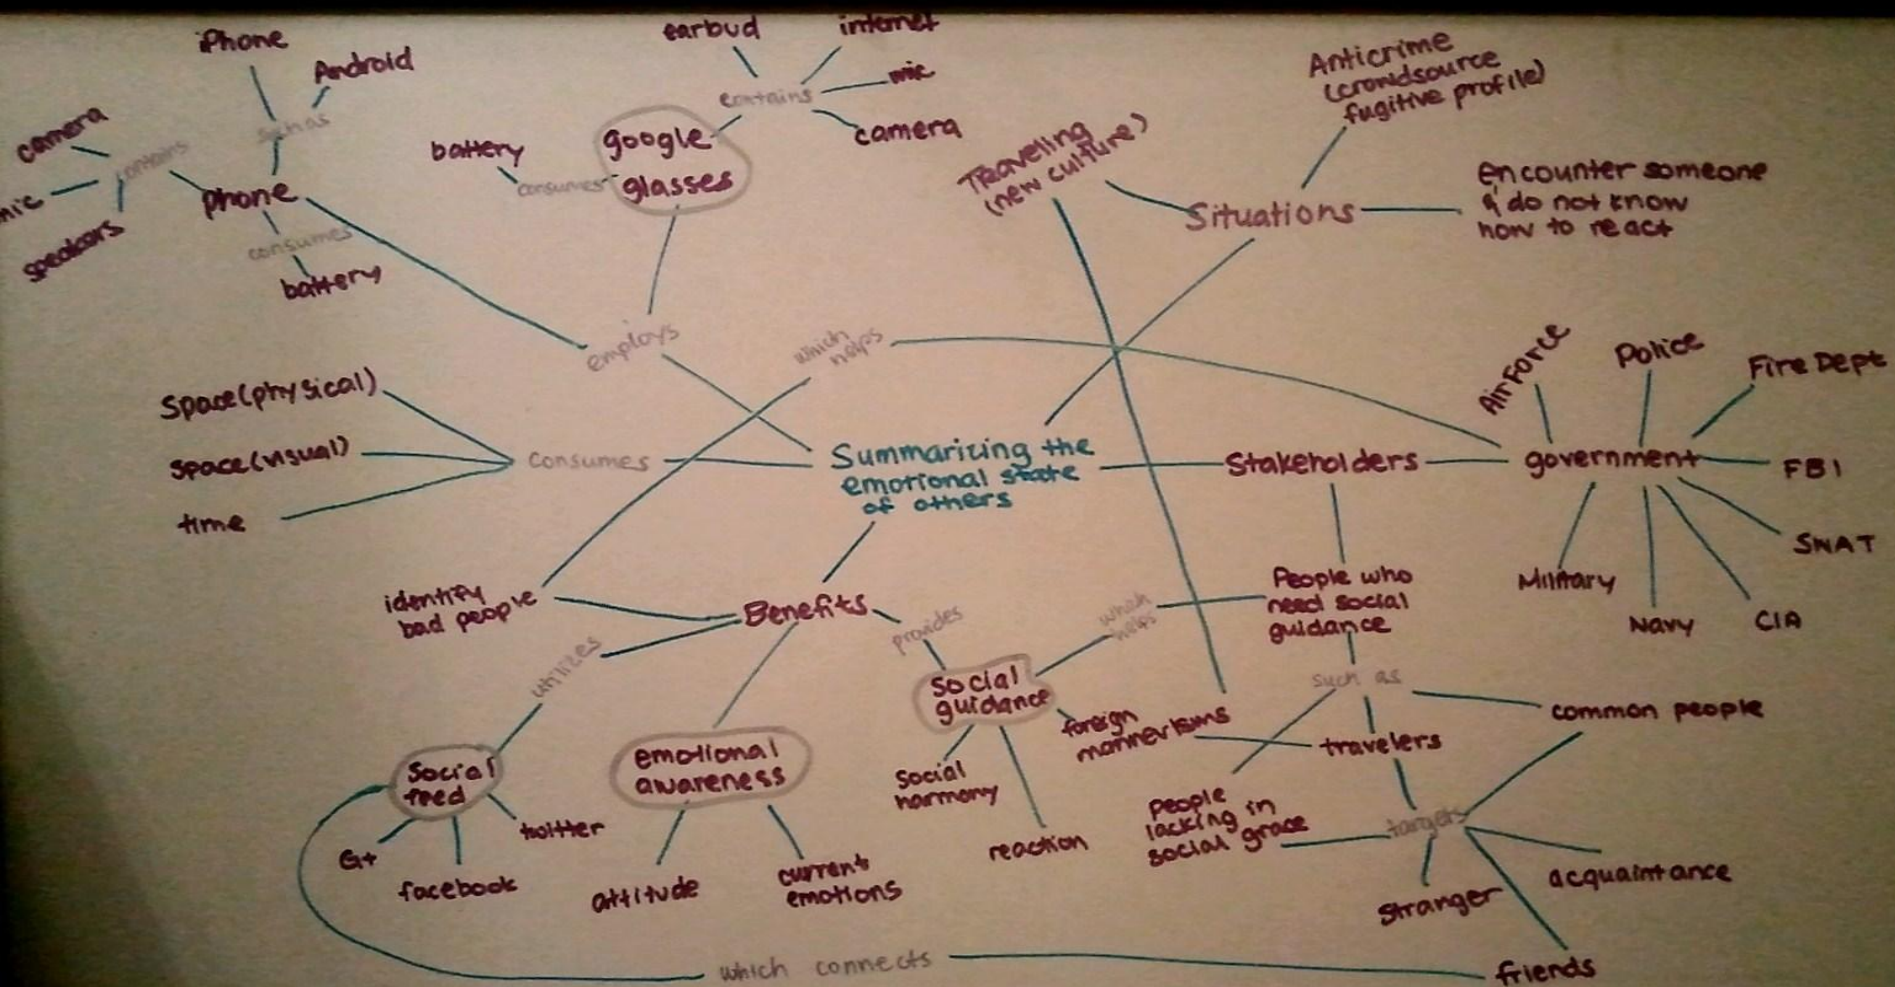 iPhone
Android
such as
camera
contains
mic
speakers
phone
consumes
battery
earbud
internet
mic
camera
contains
google
glasses
battery
consumes
employs
Traveling
(new culture)
Anticrime
(crowdsource
fugitive profile)
Situations
encounter someone
& do not know
how to react
which
helps
Space(physical)
Space(visual)
time
consumes
Summarizing the
emotional state
of others
Stakeholders
government
Air Force
Police
Fire Dept
FBI
SWAT
CIA
Navy
Military
identify
bad people
Benefits
provides
utilizes
which
helps
People who
need social
guidance
such as
social
guidance
foreign
mannerisms
social
harmony
reaction
common people
travelers
People
lacking in
social grace
targets
acquaintance
stranger
friends
emotional
awareness
attitude
current
emotions
social
feed
G+
facebook
twitter
which connects